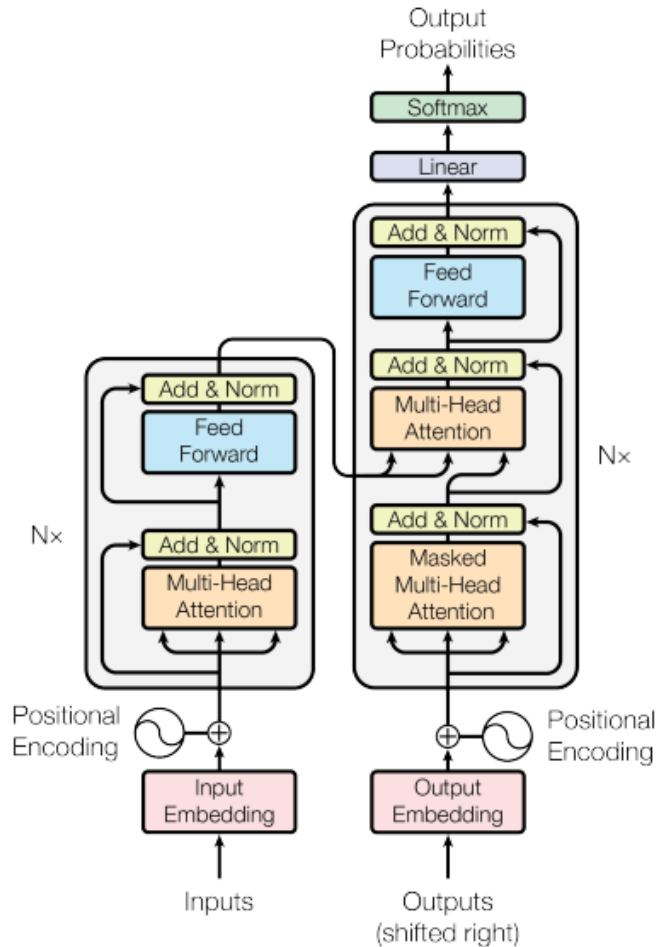 Output
Probabilities
Softmax
Linear
Add & Norm
Feed
Forward
Add & Norm
Multi-Head
Attention
Add & Norm
Masked
Multi-Head
Attention
N×
Add & Norm
Feed
Forward
Add & Norm
Multi-Head
Attention
N×
Positional
Encoding
Positional
Encoding
Input
Embedding
Output
Embedding
Inputs
Outputs
(shifted right)